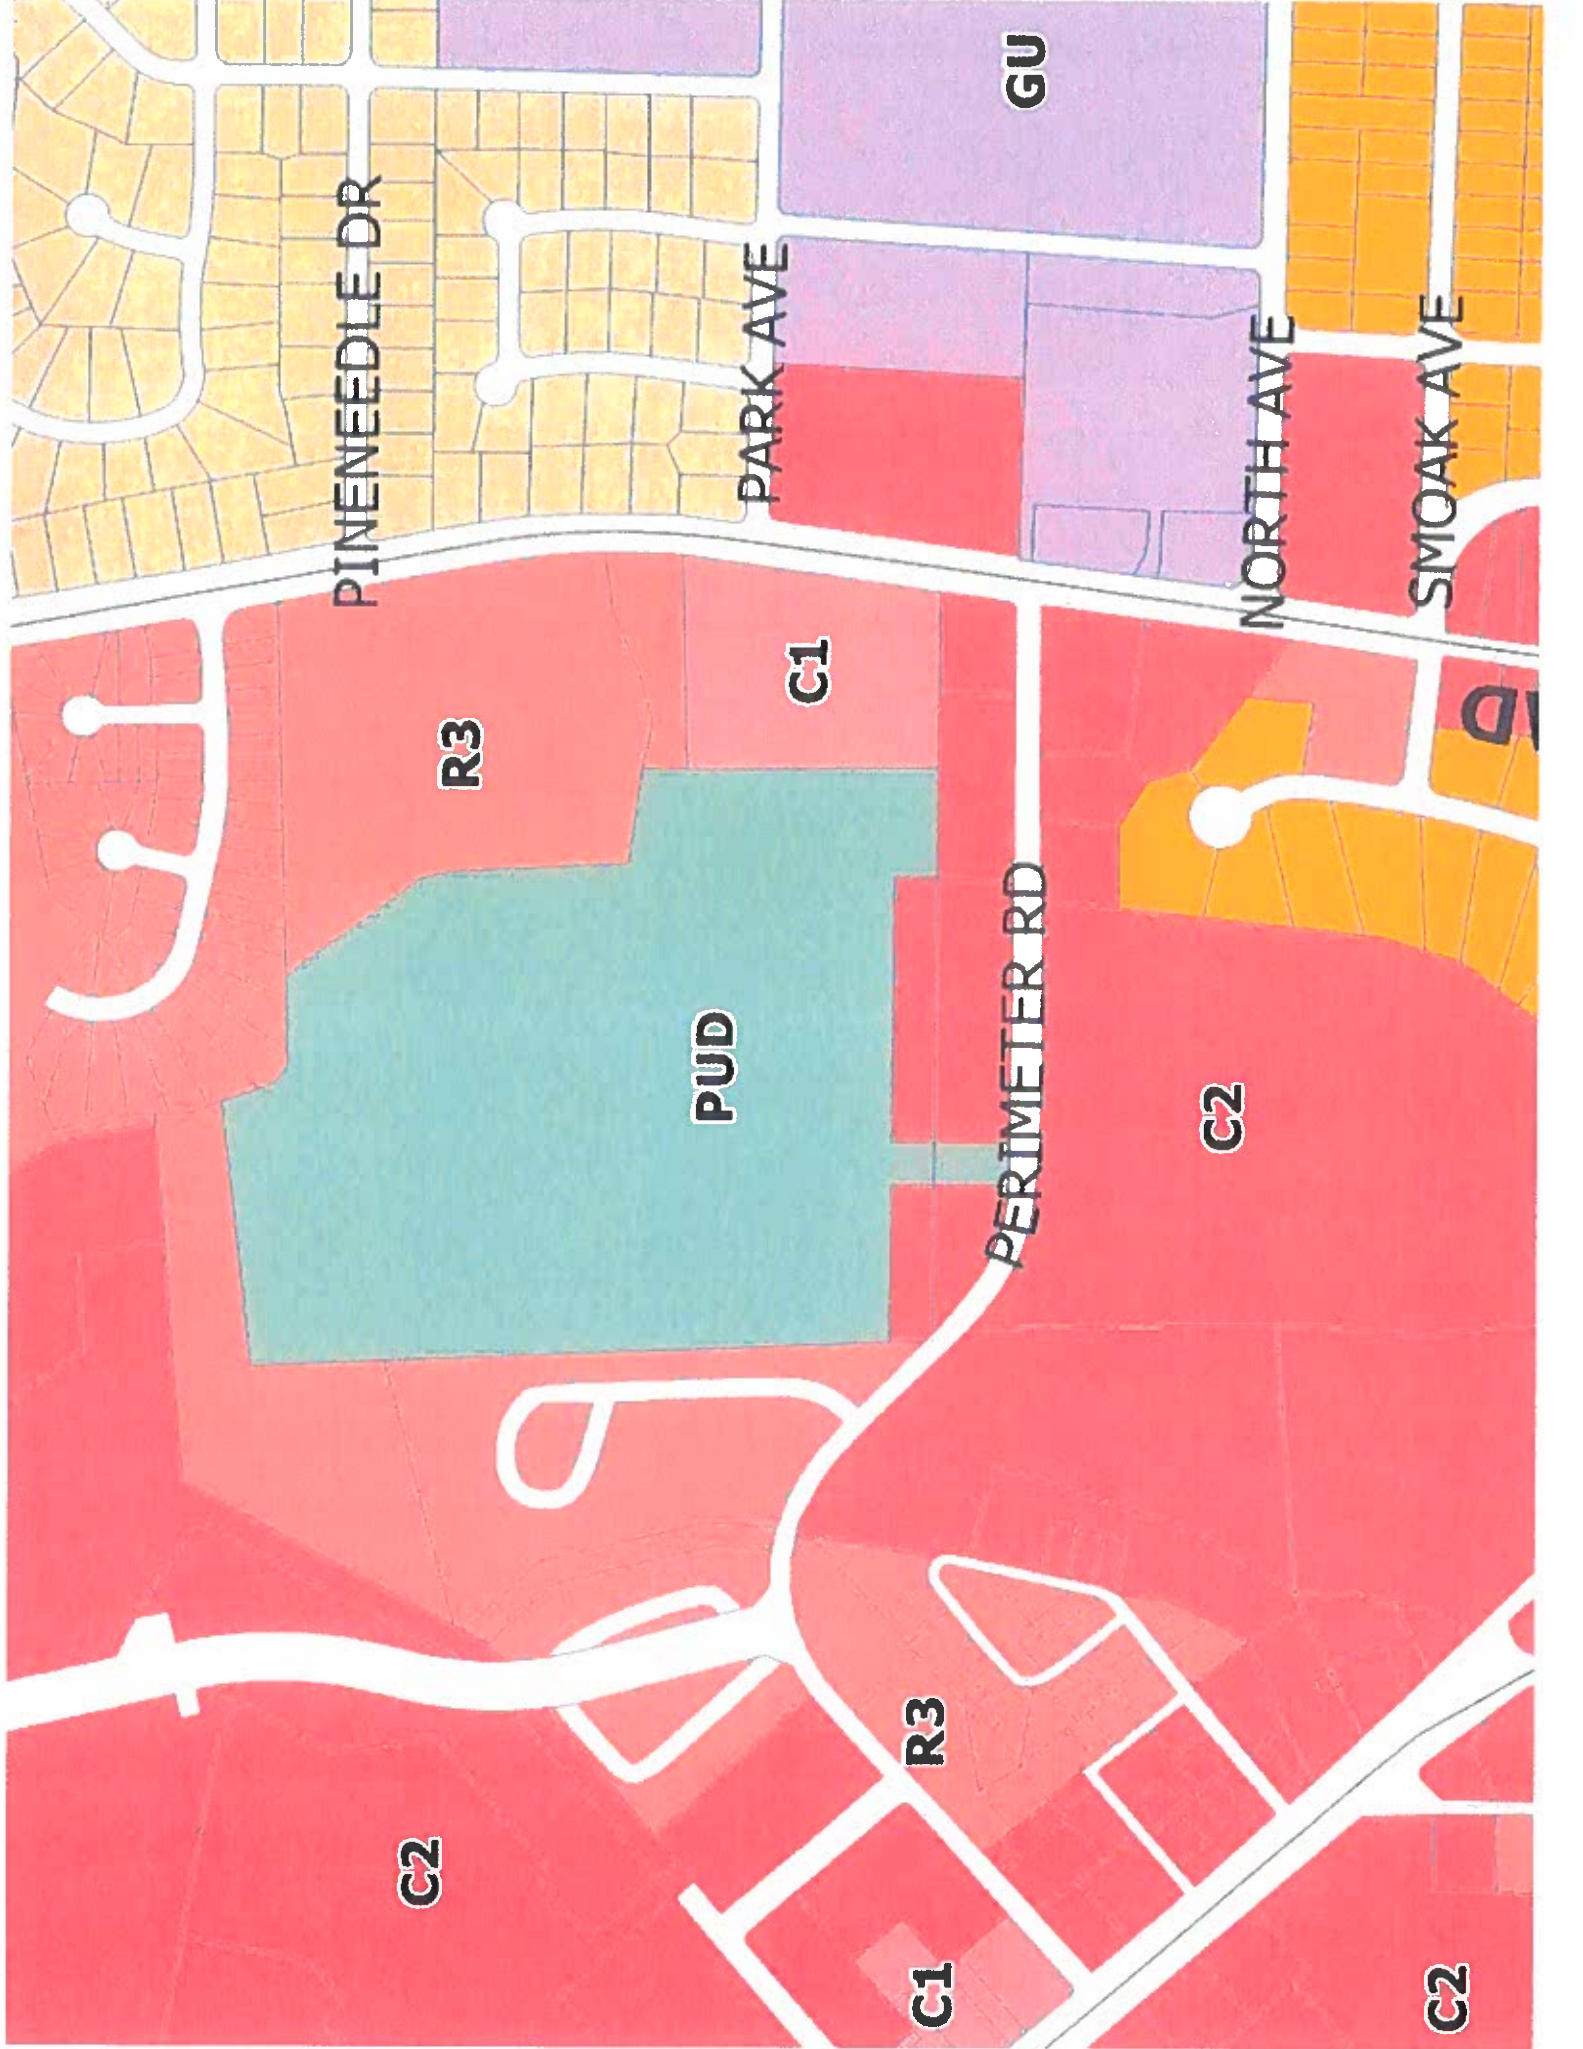 PINENEEDLE DR
C2
R3
PUD
PARK AVE
C1
C1
R3
PERIMETER RD
GU
C2
NORTH AVE
C2
SMOAK AVE